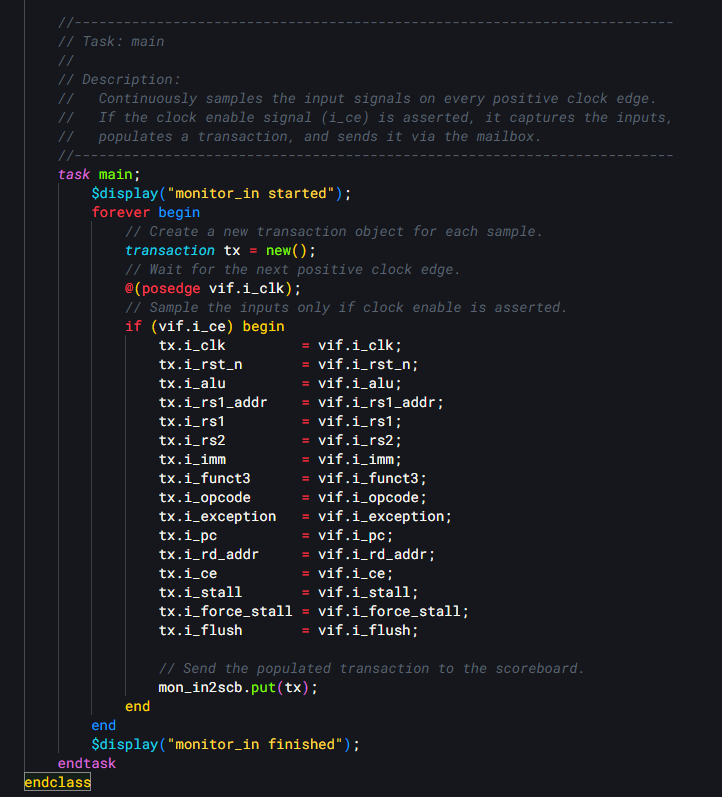 //-----------------------------------------------------------------------
// Task: main
//
// Description:
//   Continuously samples the input signals on every positive clock edge.
//   If the clock enable signal (i_ce) is asserted, it captures the inputs,
//   populates a transaction, and sends it via the mailbox.
//-----------------------------------------------------------------------
task main;
    $display("monitor_in started");
    forever begin
        // Create a new transaction object for each sample.
        transaction tx = new();
        // Wait for the next positive clock edge.
        @(posedge vif.i_clk);
        // Sample the inputs only if clock enable is asserted.
        if (vif.i_ce) begin
            tx.i_clk         = vif.i_clk;
            tx.i_rst_n       = vif.i_rst_n;
            tx.i_alu         = vif.i_alu;
            tx.i_rs1_addr    = vif.i_rs1_addr;
            tx.i_rs1         = vif.i_rs1;
            tx.i_rs2         = vif.i_rs2;
            tx.i_imm         = vif.i_imm;
            tx.i_funct3      = vif.i_funct3;
            tx.i_opcode      = vif.i_opcode;
            tx.i_exception   = vif.i_exception;
            tx.i_pc          = vif.i_pc;
            tx.i_rd_addr     = vif.i_rd_addr;
            tx.i_ce          = vif.i_ce;
            tx.i_stall       = vif.i_stall;
            tx.i_force_stall = vif.i_force_stall;
            tx.i_flush       = vif.i_flush;

            // Send the populated transaction to the scoreboard.
            mon_in2scb.put(tx);
        end
    end
    $display("monitor_in finished");
endtask
endclass